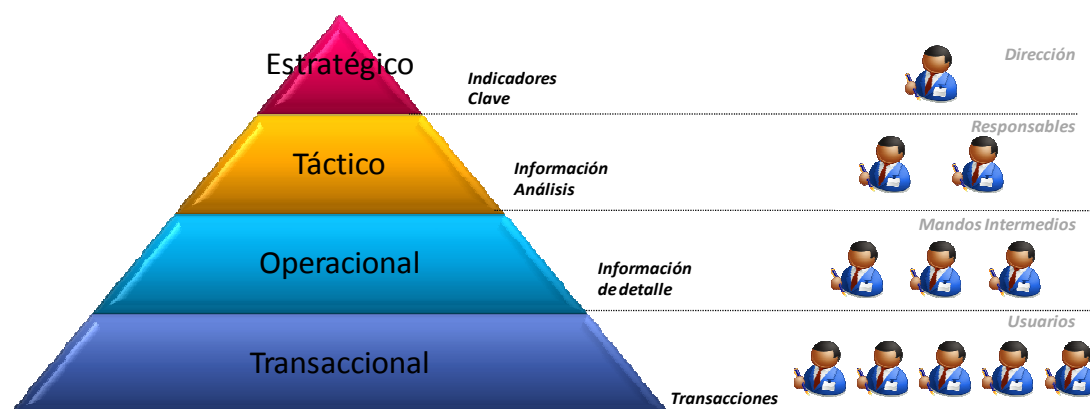 Estratégico
Indicadores
Clave
Dirección
Táctico
Información
Análisis
Responsables
Operacional
Información
de detalle
Mandos Intermedios
Transaccional
Transacciones
Usuarios